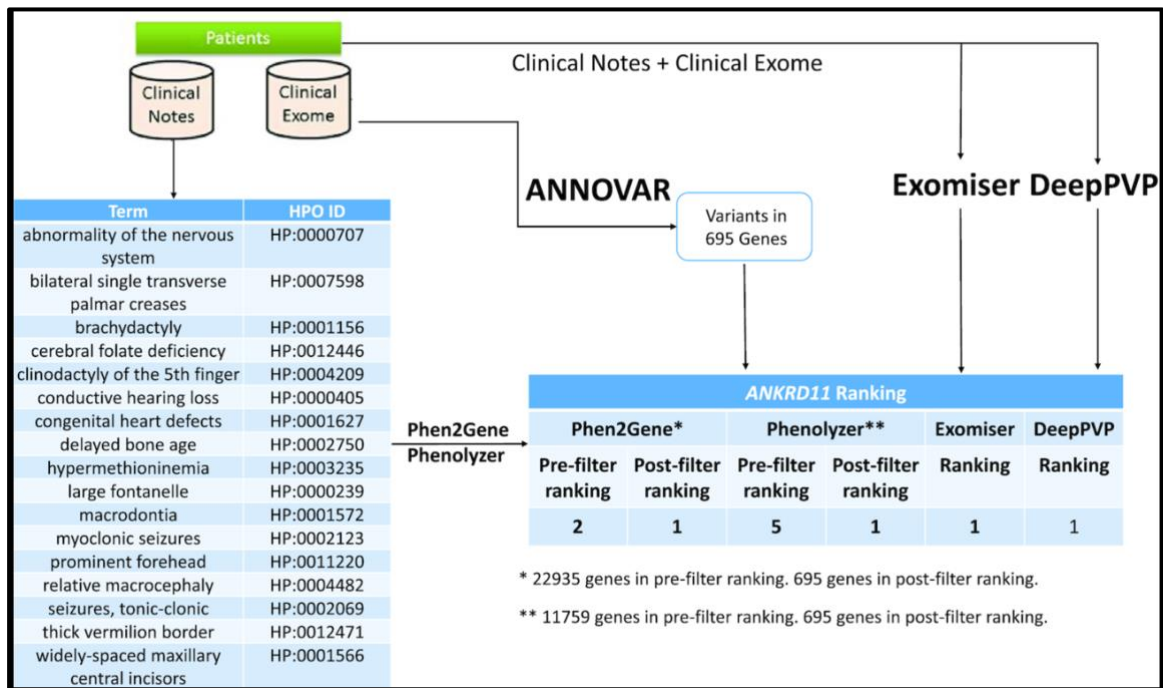 Patients
Clinical Notes + Clinical Exome
Clinical
Notes
Clinical
Exome
ANNOVAR
Variants in
695 Genes
Exomiser DeepPVP
Term HPO ID
abnormality of the nervous HP:0000707
system
bilateral single transverse HP:0007598
palmar creases
brachydactyly HP:0001156
cerebral folate deficiency HP:0012446
clinodactyly of the 5th finger HP:0004209
conductive hearing loss HP:0000405
congenital heart defects HP:0001627
delayed bone age HP:0002750
hypermethioninemia HP:0003235
large fontanelle HP:0000239
macrodontia HP:0001572
myoclonic seizures HP:0002123
prominent forehead HP:0011220
relative macrocephaly HP:0004482
seizures, tonic-clonic HP:0002069
thick vermilion border HP:0012471
widely-spaced maxillary HP:0001566
central incisors
Phen2Gene
Phenolyzer
ANKRD11 Ranking
Phen2Gene* Phenolyzer** Exomiser DeepPVP
Pre-filter Post-filter Pre-filter Post-filter Ranking Ranking
ranking ranking ranking ranking
2 1 5 1 1 1
* 22935 genes in pre-filter ranking. 695 genes in post-filter ranking.
** 11759 genes in pre-filter ranking. 695 genes in post-filter ranking.